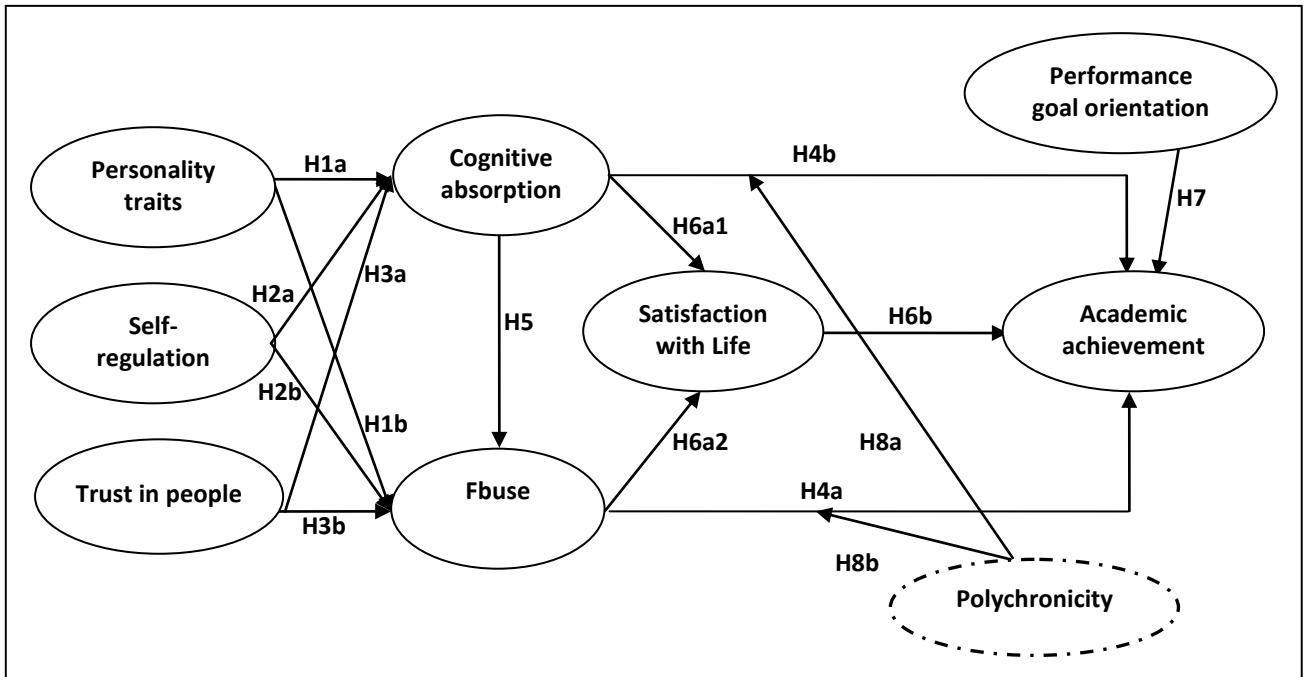 Performance
goal orientation
Personality
traits
H1a
Cognitive
absorption
H4b
H7
H6a1
H3a
H2a
Self-
regulation
H5
Satisfaction
with Life
H6b
Academic
achievement
H2b
H1b
H6a2
H8a
Trust in people
H3b
Fbuse
H4a
H8b
Polychronicity